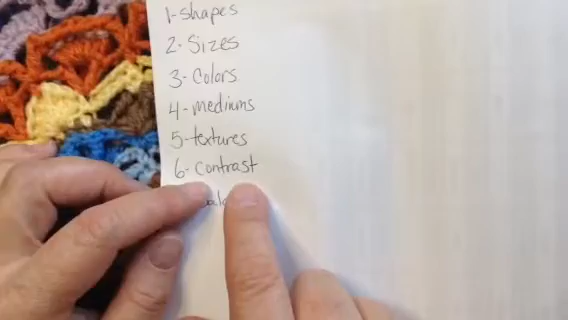 1-shapes
2-Sizes
3-Colors
4-mediums
5-textures
6-contrast